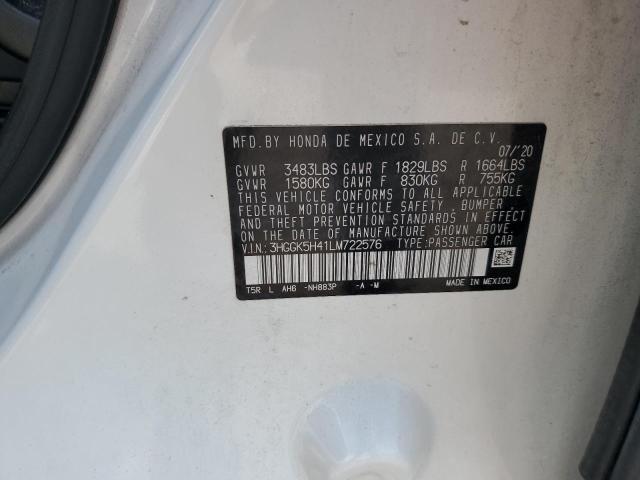 MFD.BY HONDA DE MEXICO S.A. DE C.V.
07/'20
GVWR 3483LBS GAWR F 1829LBS R 1664LBS
GVWR 1580KG GAWR F 830KG R 755KG
THIS VEHICLE CONFORMS TO ALL APPLICABLE
FEDERAL MOTOR VEHICLE SAFETY, BUMPER,
AND THEFT PREVENTION STANDARDS IN EFFECT
ON THE DATE OF MANUFACTURE SHOWN ABOVE.
V.I.N.: 3HGGK5H41LM722576 TYPE:PASSENGER CAR
T5R L AH6 -NH883P -A -M MADE IN MEXICO